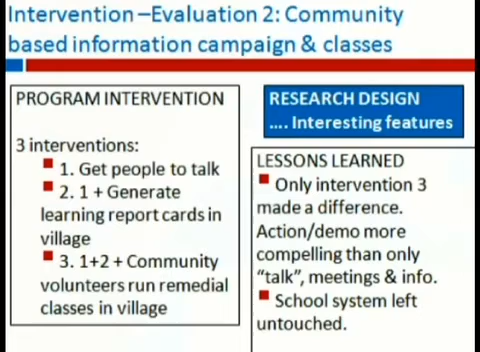 Intervention –Evaluation 2: Community
based information campaign & classes
PROGRAM INTERVENTION
3 interventions:
1. Get people to talk
2. 1 + Generate
learning report cards in
village
3. 1+2 + Community
volunteers run remedial
classes in village
RESEARCH DESIGN
.... Interesting features
LESSONS LEARNED
Only intervention 3
made a difference.
Action/demo more
compelling than only
“talk”, meetings & info.
School system left
untouched.